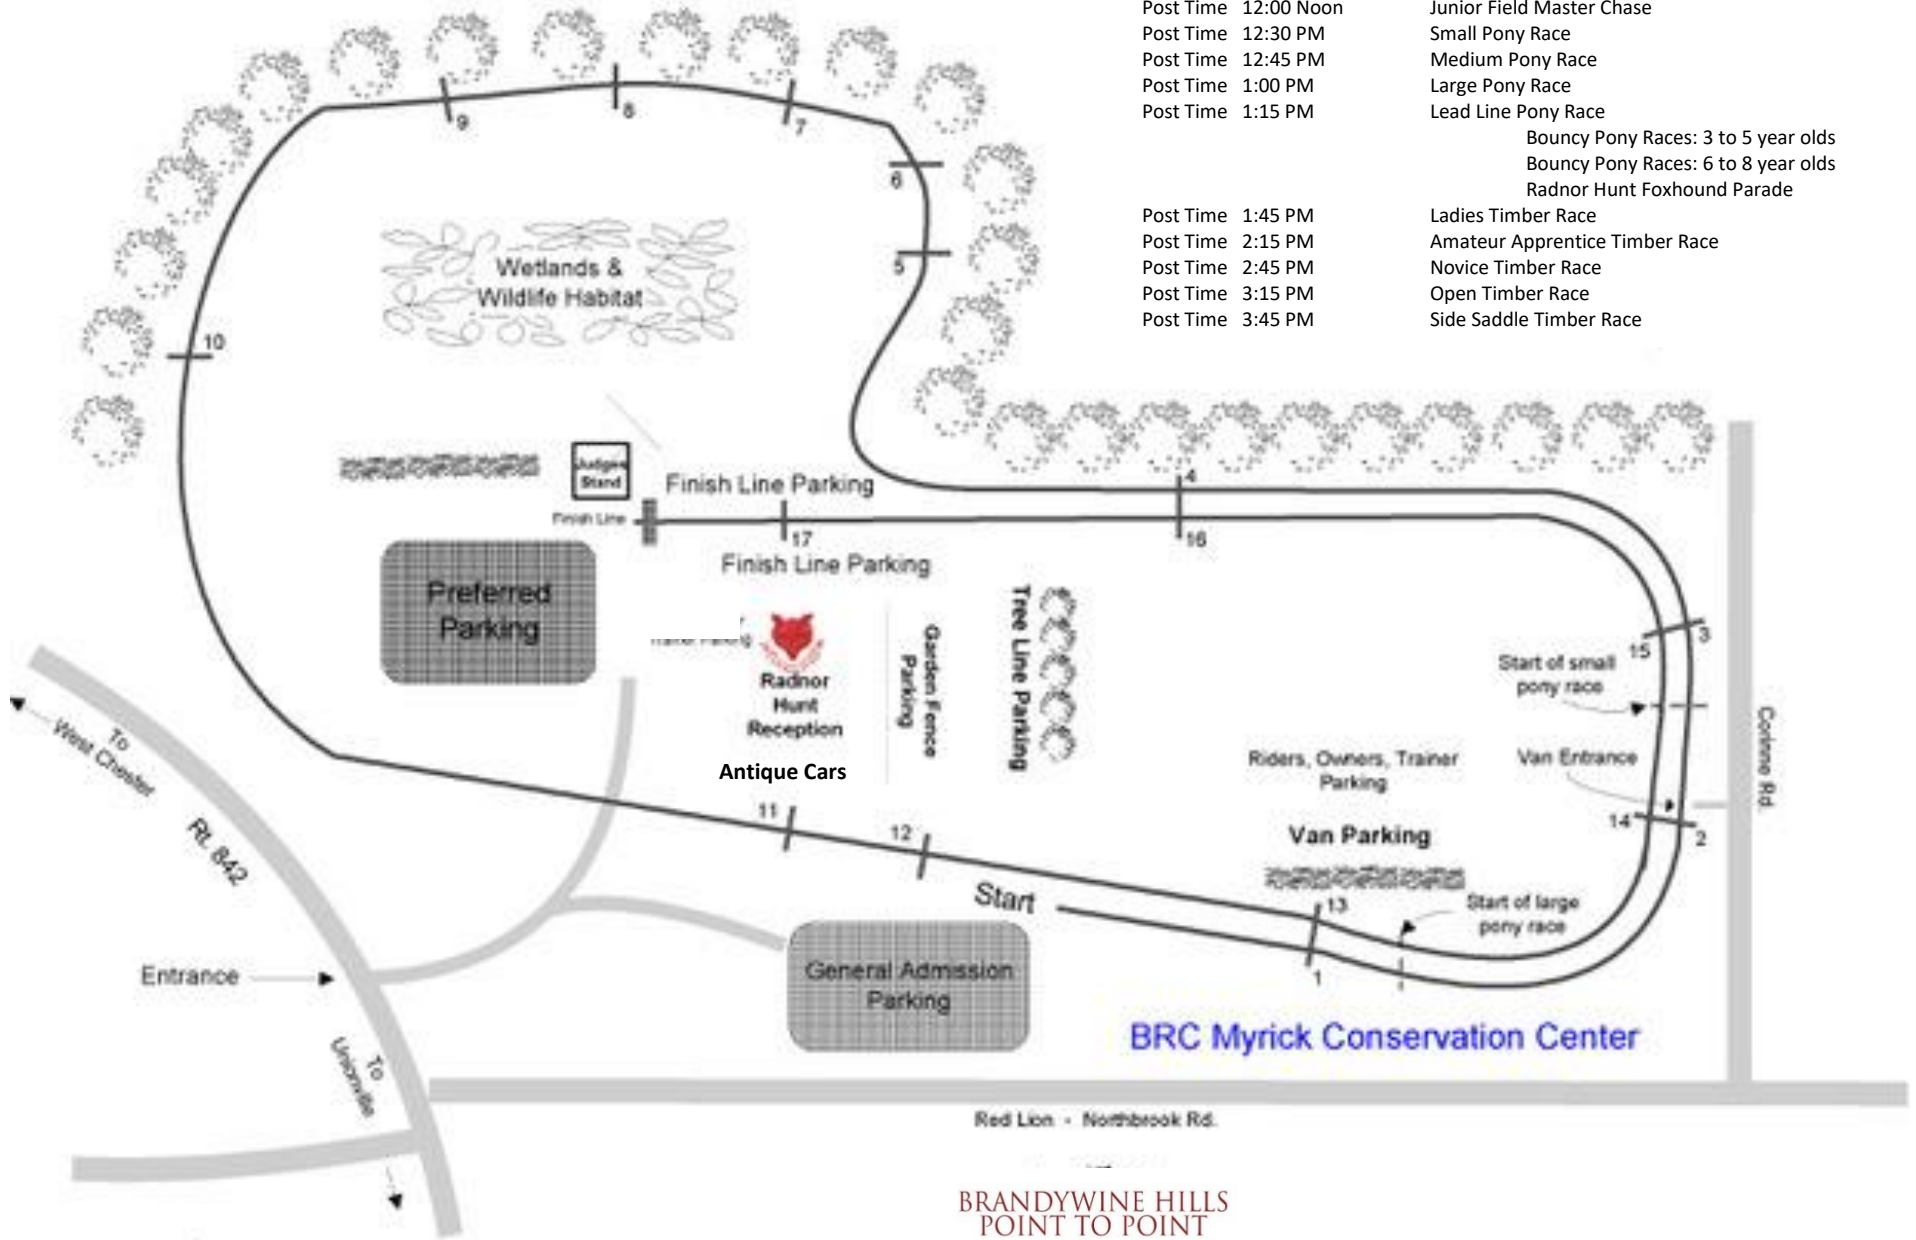 Post Time 12:00 Noon Junior Field Master Chase
Post Time 12:30 PM Small Pony Race
Post Time 12:45 PM Medium Pony Race
Post Time 1:00 PM Large Pony Race
Post Time 1:15 PM Lead Line Pony Race
Bouncy Pony Races: 3 to 5 year olds
Bouncy Pony Races: 6 to 8 year olds
Radnor Hunt Foxhound Parade
Post Time 1:45 PM Ladies Timber Race
Post Time 2:15 PM Amateur Apprentice Timber Race
Post Time 2:45 PM Novice Timber Race
Post Time 3:15 PM Open Timber Race
Post Time 3:45 PM Side Saddle Timber Race
9
8
7
6
5
Wetlands &
Wildlife Habitat
10
Judges
Stand
Finish Line Parking
4
Finish Line
17
16
Finish Line Parking
Preferred
Parking
Trainer Parking
Radnor
Hunt
Reception
Garden Fence
Parking
Tree Line Parking
3
15
Start of small
pony race
Corinne Rd.
Van Entrance
Riders, Owners, Trainer
Parking
Antique Cars
To
West Chester
11
12
14
2
Van Parking
Rt. 842
Start
13
Start of large
pony race
1
Entrance
General Admission
Parking
BRC Myrick Conservation Center
To
Unionville
Red Lion - Northbrook Rd.
BRANDYWINE HILLS
POINT TO POINT